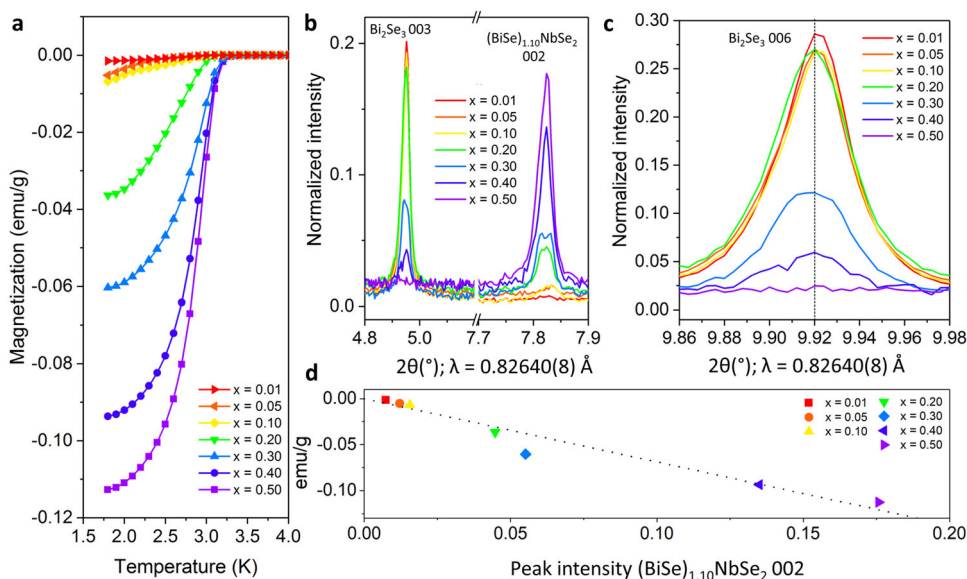 a
0.00
-0.02
-0.04
-0.06
-0.08
-0.10
-0.12
Magnetization (emu/g)
x = 0.01
x = 0.05
x = 0.10
x = 0.20
x = 0.30
x = 0.40
x = 0.50
1.5 2.0 2.5 3.0 3.5 4.0
Temperature (K)
b
Bi₂Se₃ 003
(BiSe)₁.₁₀NbSe₂
002
0.2
0.1
0.0
Normalized intensity
x = 0.01
x = 0.05
x = 0.10
x = 0.20
x = 0.30
x = 0.40
x = 0.50
4.8 5.0 7.7 7.8 7.9
2θ(°); λ = 0.82640(8) Å
c
Bi₂Se₃ 006
0.30
0.25
0.20
0.15
0.10
0.05
0.00
Normalized intensity
x = 0.01
x = 0.05
x = 0.10
x = 0.20
x = 0.30
x = 0.40
x = 0.50
9.86 9.88 9.90 9.92 9.94 9.96 9.98
2θ(°); λ = 0.82640(8) Å
d
0.00
-0.05
-0.10
emu/g
x = 0.01
x = 0.05
x = 0.10
x = 0.20
x = 0.30
x = 0.40
x = 0.50
0.00 0.05 0.10 0.15 0.20
Peak intensity (BiSe)₁.₁₀NbSe₂ 002